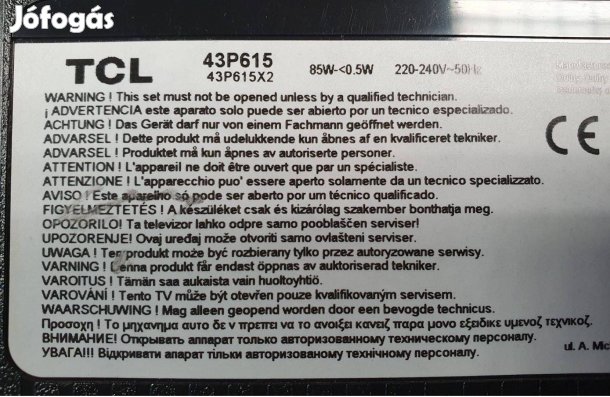 Jófogás
TCL 43P615 85W-<0.5W 220-240V~50Hz
43P615X2
WARNING ! This set must not be opened unless by a qualified technician.
¡ ADVERTENCIA este aparato solo puede ser abierto por un tecnico especializado.
ACHTUNG ! Das Gerät darf nur von einem Fachmann geöffnet werden.
ADVARSEL ! Dette produkt må udelukkende kun åbnes af en kvalificeret tekniker.
ADVARSEL ! Produktet må kun åpnes av autoriserte personer.
ATTENTION ! L'appareil ne doit être ouvert que par un spécialiste.
ATTENZIONE ! L'apparecchio puo' essere aperto solamente da un tecnico specializzato.
AVISO ! Este aparelho só pode ser aberto por um técnico qualificado.
FIGYELMEZTETÉS ! A készüléket csak és kizárólag szakember bonthatja meg.
OPOZORILO! Ta televizor lahko odpre samo pooblaščen serviser!
UPOZORENJE! Ovaj uređaj može otvoriti samo ovlašteni serviser.
UWAGA ! Ten produkt może być rozbierany tylko przez autoryzowane serwisy.
VARNING ! Denna produkt får endast öppnas av auktoriserad tekniker.
VAROITUS ! Tämän saa aukaista vain huoltoyhtiö.
VAROVÁNÍ ! Tento TV může být otevřen pouze kvalifikovaným servisem.
WAARSCHUWING ! Mag alleen geopend worden door een bevogde technicus.
Προσοχη ! Το μηχανημα αυτο δε ν πρεπει να το ανοιξει κανειζ παρα μονο εξειδικε υμενοζ τεχνικοζ.
ВНИМАНИЕ! Открывать аппарат только авторизованному техническому персоналу.
УВАГА!!! Відкривати апарат тільки авторизованому технічному персоналу.
CE
ul. A. Mic